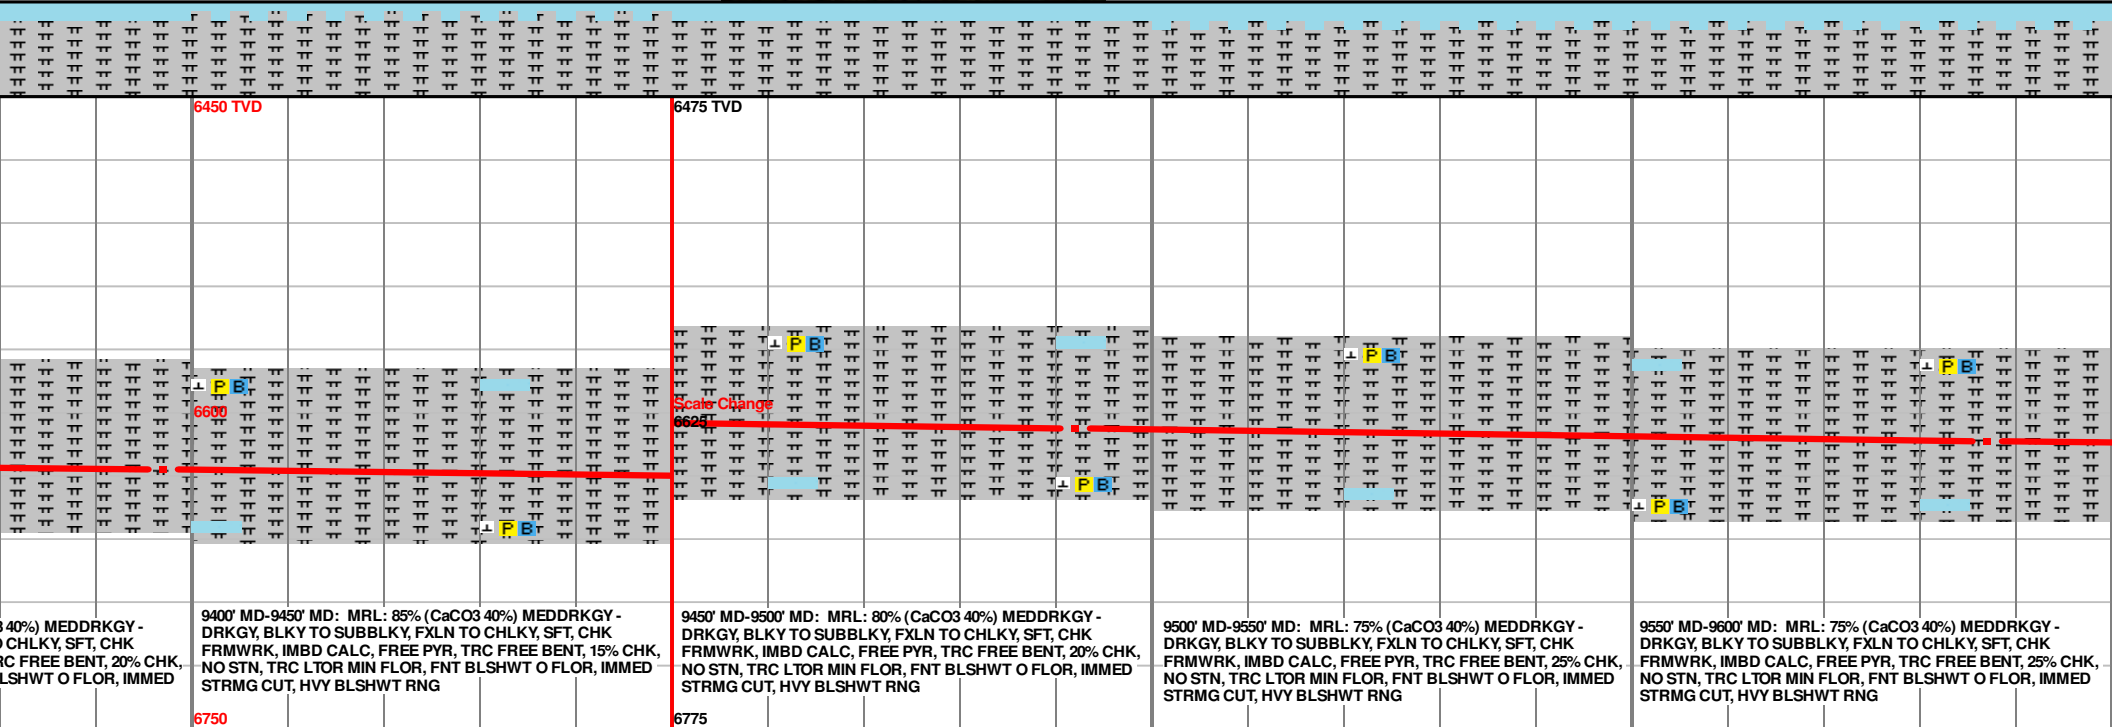 6450 TVD
6475 TVD
P B
P B
P B
P B
6600
Scale Change
6625
P B
P B
P B
3 40%) MEDDRKGY -
O CHLKY, SFT, CHK
RC FREE BENT, 20% CHK,
LSHWT O FLOR, IMMED
9400' MD-9450' MD: MRL: 85% (CaCO3 40%) MEDDRKGY -
DRKGY, BLKY TO SUBBLKY, FXLN TO CHLKY, SFT, CHK
FRMWRK, IMBD CALC, FREE PYR, TRC FREE BENT, 15% CHK,
NO STN, TRC LTOR MIN FLOR, FNT BLSHWT O FLOR, IMMED
STRMG CUT, HVY BLSHWT RNG
9450' MD-9500' MD: MRL: 80% (CaCO3 40%) MEDDRKGY -
DRKGY, BLKY TO SUBBLKY, FXLN TO CHLKY, SFT, CHK
FRMWRK, IMBD CALC, FREE PYR, TRC FREE BENT, 20% CHK,
NO STN, TRC LTOR MIN FLOR, FNT BLSHWT O FLOR, IMMED
STRMG CUT, HVY BLSHWT RNG
9500' MD-9550' MD: MRL: 75% (CaCO3 40%) MEDDRKGY -
DRKGY, BLKY TO SUBBLKY, FXLN TO CHLKY, SFT, CHK
FRMWRK, IMBD CALC, FREE PYR, TRC FREE BENT, 25% CHK,
NO STN, TRC LTOR MIN FLOR, FNT BLSHWT O FLOR, IMMED
STRMG CUT, HVY BLSHWT RNG
9550' MD-9600' MD: MRL: 75% (CaCO3 40%) MEDDRKGY -
DRKGY, BLKY TO SUBBLKY, FXLN TO CHLKY, SFT, CHK
FRMWRK, IMBD CALC, FREE PYR, TRC FREE BENT, 25% CHK,
NO STN, TRC LTOR MIN FLOR, FNT BLSHWT O FLOR, IMMED
STRMG CUT, HVY BLSHWT RNG
6750
6775